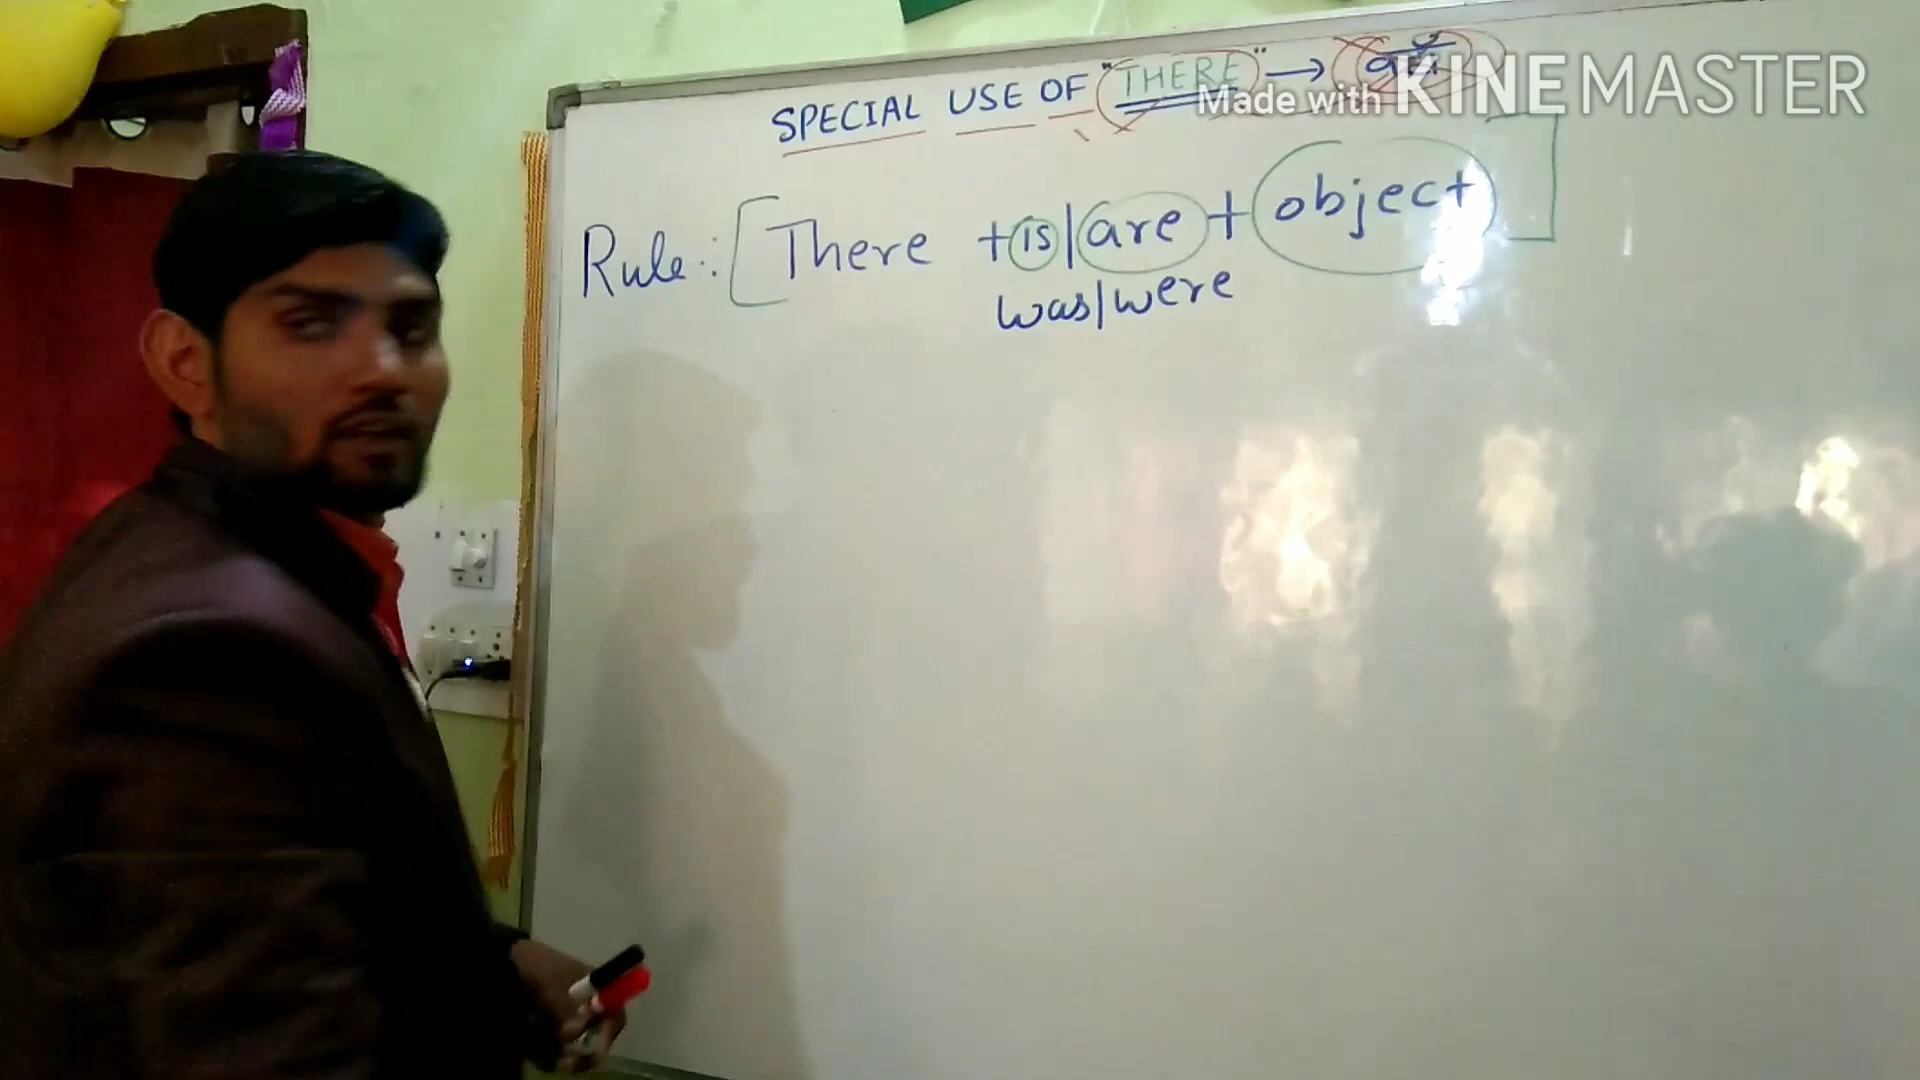 SPECIAL USE OF "THERE" →
Made with KINEMASTER
Rule:: [There + is|are + object]
was|were